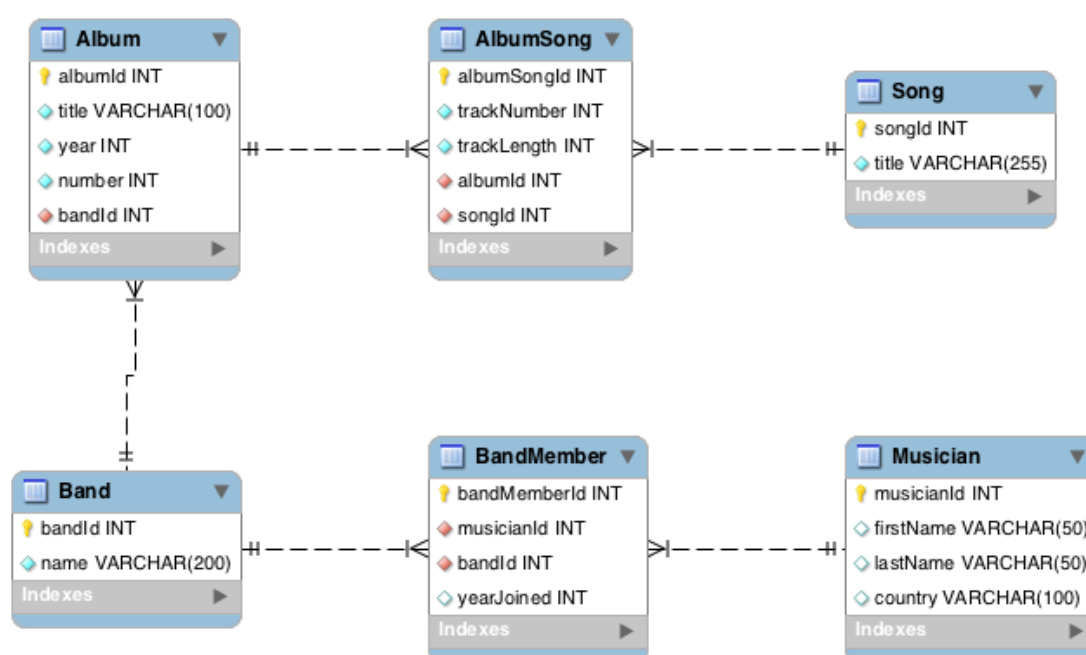 Album
albumId INT
title VARCHAR(100)
year INT
number INT
bandId INT
Indexes
AlbumSong
albumSongId INT
trackNumber INT
trackLength INT
albumId INT
songId INT
Indexes
Song
songId INT
title VARCHAR(255)
Indexes
Band
bandId INT
name VARCHAR(200)
Indexes
BandMember
bandMemberId INT
musicianId INT
bandId INT
yearJoined INT
Indexes
Musician
musicianId INT
firstName VARCHAR(50)
lastName VARCHAR(50)
country VARCHAR(100)
Indexes